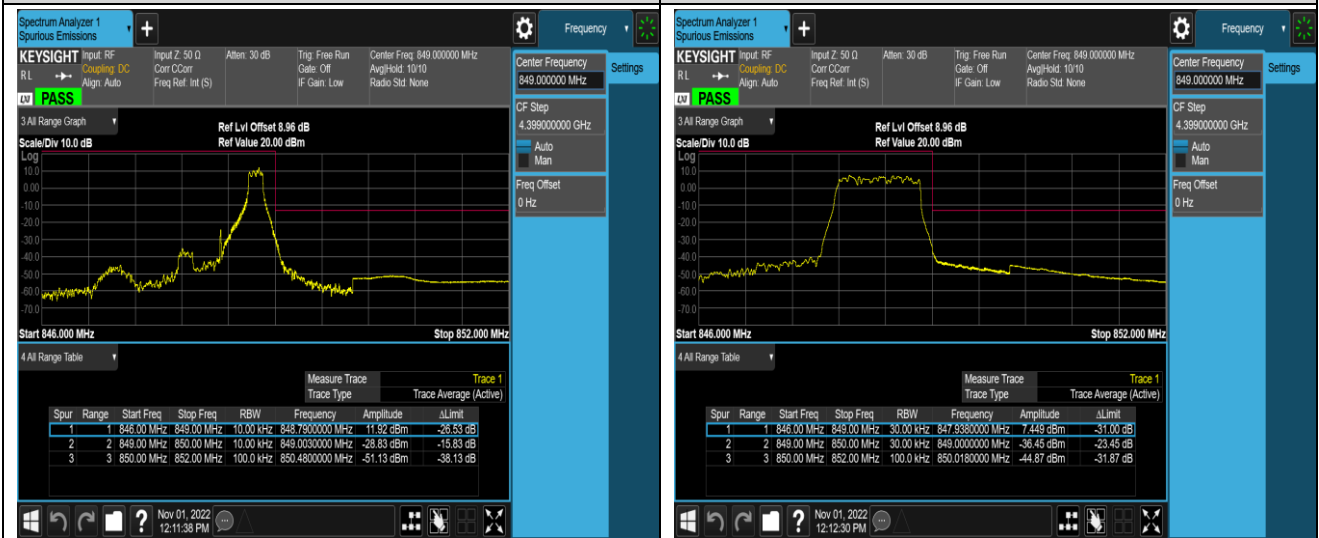 Spectrum Analyzer 1
Spurious Emissions
+
Frequency
KEYSIGHT
Input: RF
Coupling: DC
Align: Auto
Input Z: 50 Ω
Corr CCorr
Freq Ref: Int (S)
Atten: 30 dB
Trig: Free Run
Gate: Off
IF Gain: Low
Center Freq: 849.000000 MHz
Avg|Hold: 10/10
Radio Std: None
R L
LXI
PASS
Center Frequency
849.000000 MHz
Settings
CF Step
4.399000000 GHz
Auto
Man
Freq Offset
0 Hz
3 All Range Graph
Ref Lvl Offset 8.96 dB
Scale/Div 10.0 dB
Ref Value 20.00 dBm
Log
10.0
0.00
-10.0
-20.0
-30.0
-40.0
-50.0
-60.0
-70.0
Start 846.000 MHz
Stop 852.000 MHz
4 All Range Table
Measure Trace Trace 1
Trace Type Trace Average (Active)
Spur Range Start Freq Stop Freq RBW Frequency Amplitude ΔLimit
1 1 846.00 MHz 849.00 MHz 10.00 kHz 848.7900000 MHz 11.92 dBm -26.53 dB
2 2 849.00 MHz 850.00 MHz 10.00 kHz 849.0030000 MHz -28.83 dBm -15.83 dB
3 3 850.00 MHz 852.00 MHz 100.0 kHz 850.4800000 MHz -51.13 dBm -38.13 dB
?
Nov 01, 2022
12:11:38 PM
Spectrum Analyzer 1
Spurious Emissions
+
Frequency
KEYSIGHT
Input: RF
Coupling: DC
Align: Auto
Input Z: 50 Ω
Corr CCorr
Freq Ref: Int (S)
Atten: 30 dB
Trig: Free Run
Gate: Off
IF Gain: Low
Center Freq: 849.000000 MHz
Avg|Hold: 10/10
Radio Std: None
R L
LXI
PASS
Center Frequency
849.000000 MHz
Settings
CF Step
4.399000000 GHz
Auto
Man
Freq Offset
0 Hz
3 All Range Graph
Ref Lvl Offset 8.96 dB
Scale/Div 10.0 dB
Ref Value 20.00 dBm
Log
10.0
0.00
-10.0
-20.0
-30.0
-40.0
-50.0
-60.0
-70.0
Start 846.000 MHz
Stop 852.000 MHz
4 All Range Table
Measure Trace Trace 1
Trace Type Trace Average (Active)
Spur Range Start Freq Stop Freq RBW Frequency Amplitude ΔLimit
1 1 846.00 MHz 849.00 MHz 30.00 kHz 847.9380000 MHz 7.449 dBm -31.00 dB
2 2 849.00 MHz 850.00 MHz 30.00 kHz 849.0000000 MHz -36.45 dBm -23.45 dB
3 3 850.00 MHz 852.00 MHz 100.0 kHz 850.0180000 MHz -44.87 dBm -31.87 dB
?
Nov 01, 2022
12:12:30 PM